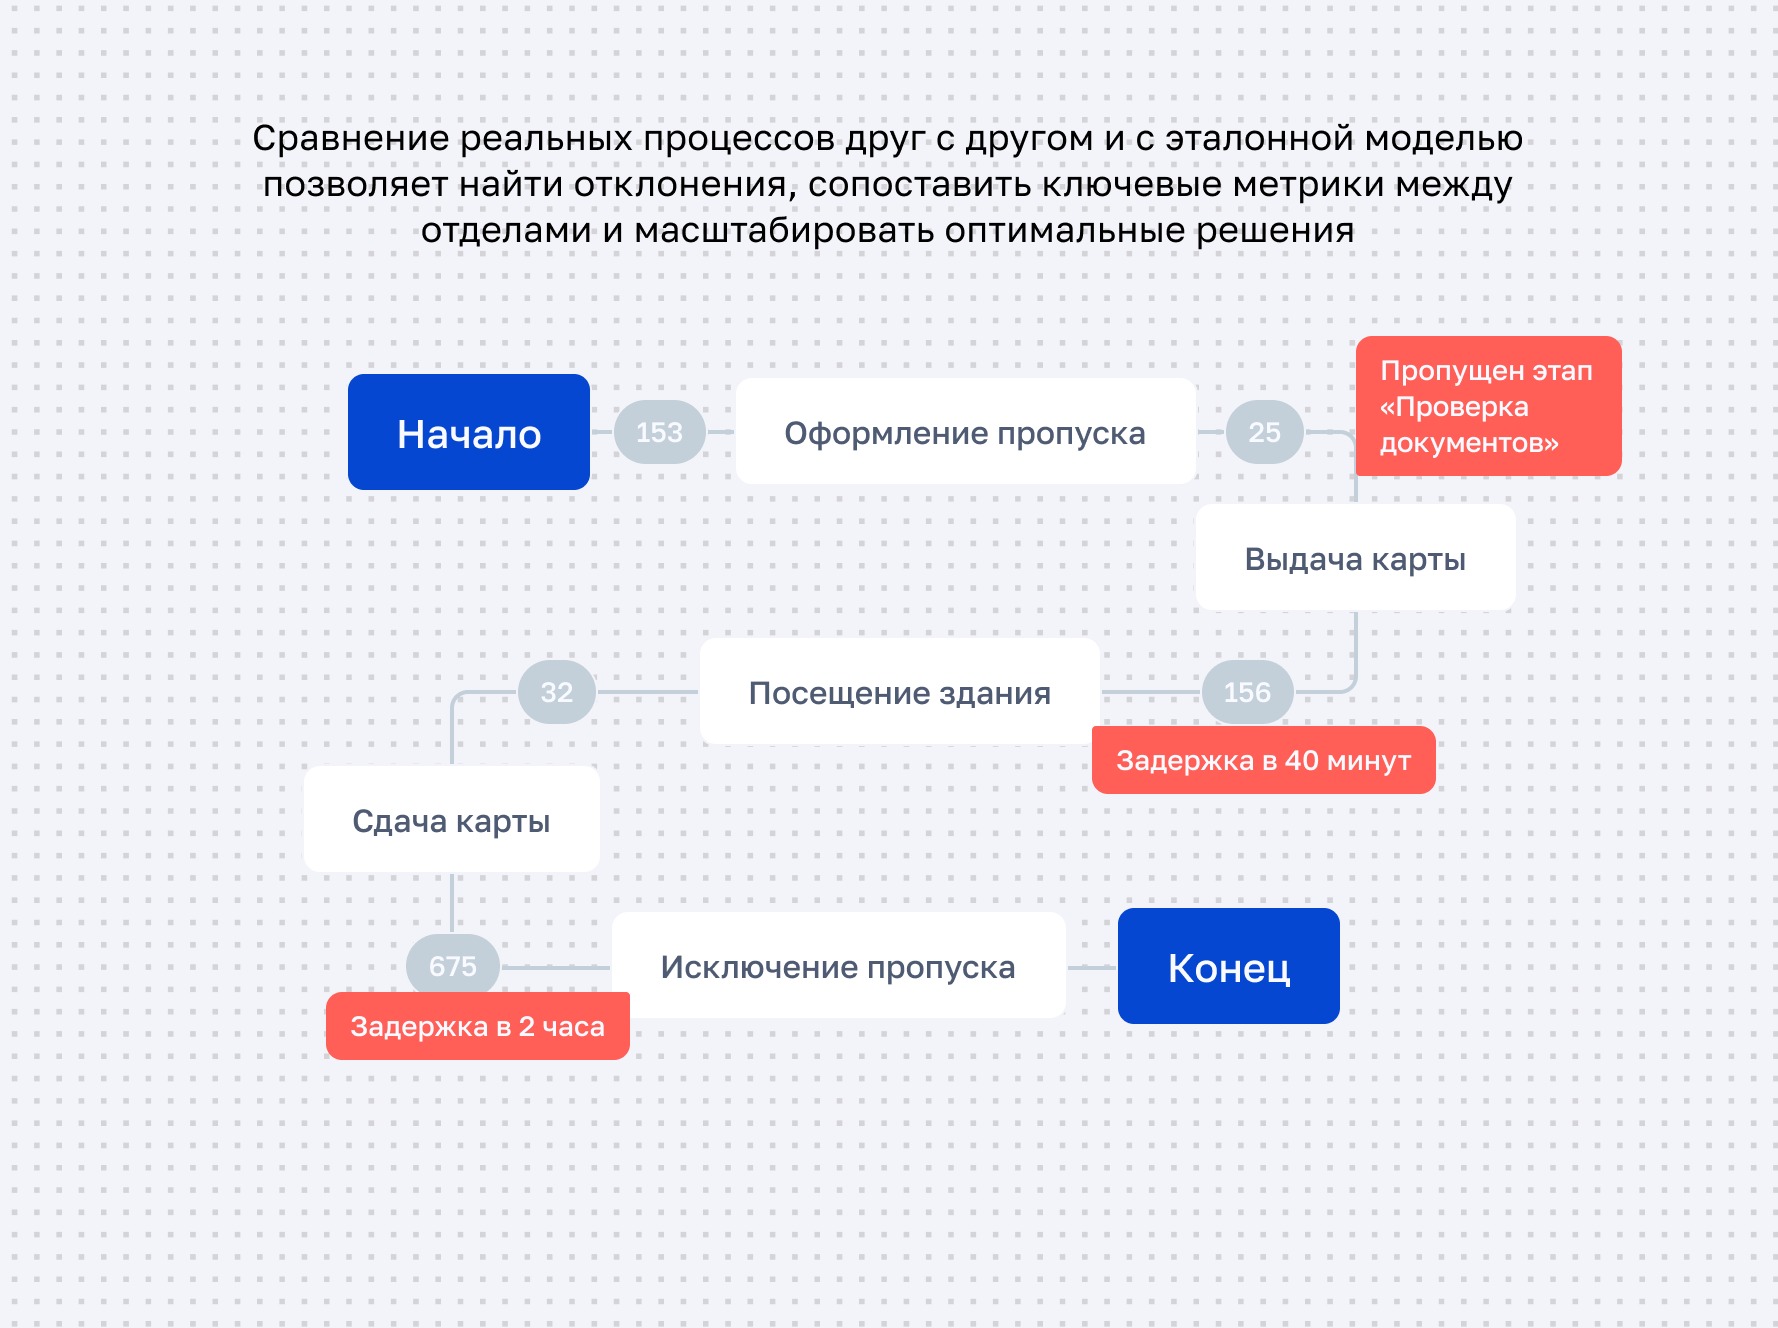 Сравнение реальных процессов друг с другом и с эталонной моделью
позволяет найти отклонения, сопоставить ключевые метрики между
отделами и масштабировать оптимальные решения
Начало
153
Оформление пропуска
25
Пропущен этап
«Проверка
документов»
Выдача карты
156
Задержка в 40 минут
Посещение здания
32
Сдача карты
675
Задержка в 2 часа
Исключение пропуска
Конец